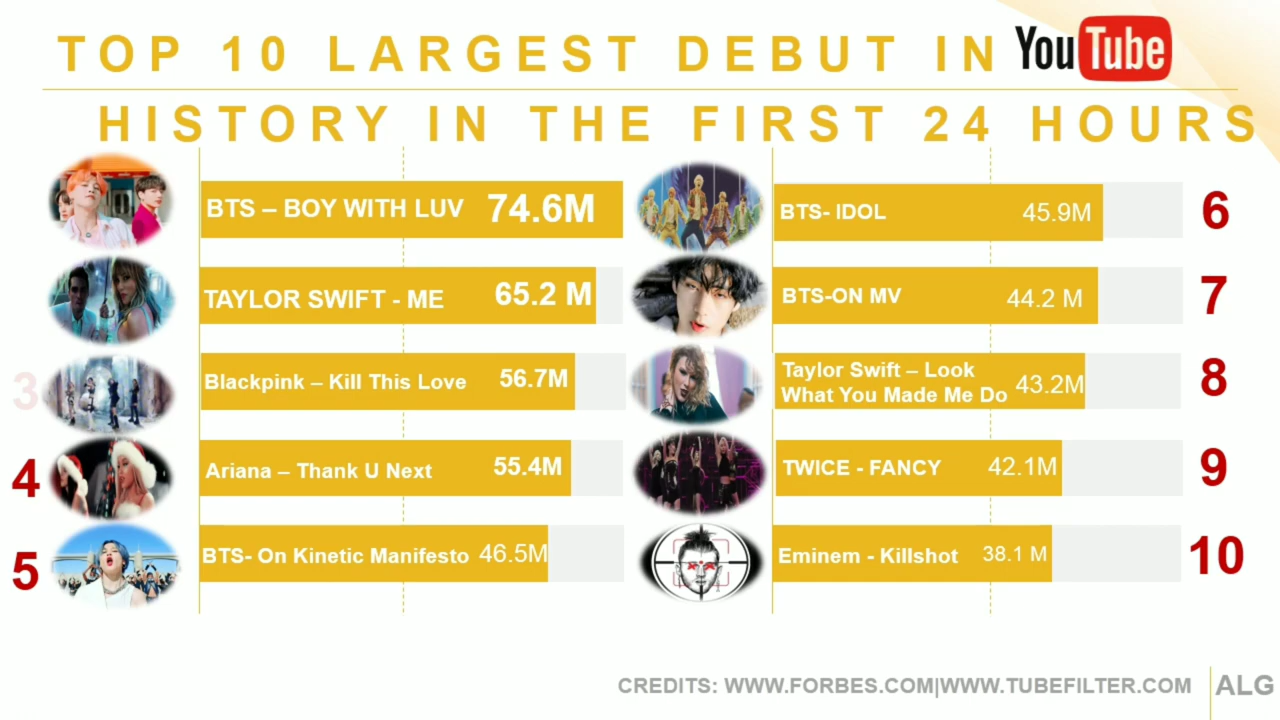 TOP 10 LARGEST DEBUT IN YouTube
HISTORY IN THE FIRST 24 HOURS
BTS – BOY WITH LUV 74.6M
TAYLOR SWIFT - ME 65.2 M
3 Blackpink – Kill This Love 56.7M
4 Ariana – Thank U Next 55.4M
5 BTS- On Kinetic Manifesto 46.5M
BTS- IDOL 45.9M 6
BTS-ON MV 44.2 M 7
Taylor Swift – Look
What You Made Me Do 43.2M 8
TWICE - FANCY 42.1M 9
Eminem - Killshot 38.1 M 10
CREDITS: WWW.FORBES.COM|WWW.TUBEFILTER.COM
ALG